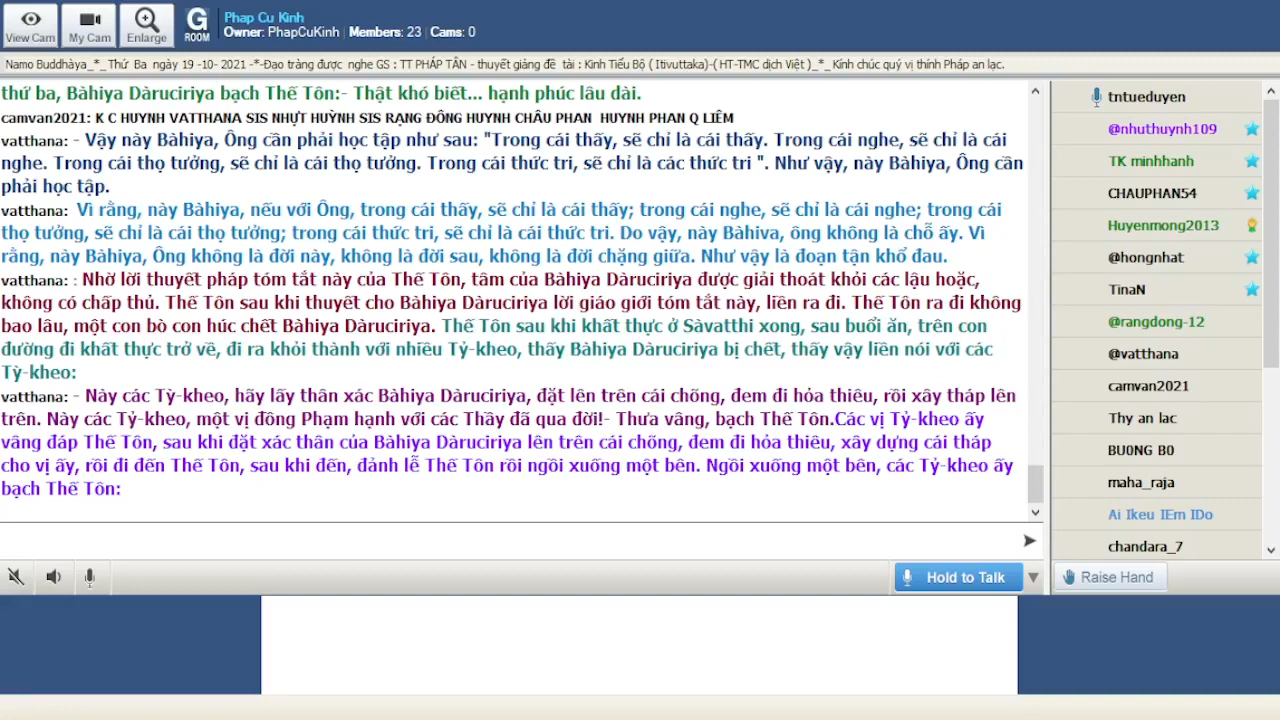 View Cam
My Cam
Enlarge
G
ROOM
Phap Cu Kinh
Owner: PhapCuKinh | Members: 23 | Cams: 0
Namo Buddhàya_*_Thứ Ba ngày 19 -10- 2021 -*-Đạo tràng được nghe GS : TT PHÁP TÂN - thuyết giảng đề tài : Kinh Tiểu Bộ ( Itivuttaka)-( HT-TMC dịch Việt )_*_ Kính chúc quý vị thính Pháp an lạc.
thứ ba, Bàhiya Dàruciriya bạch Thế Tôn:- Thật khó biết... hạnh phúc lâu dài.
camvan2021: K C HUYNH VATTHANA SIS NHỰT HUỲNH SIS RẠNG ĐÔNG HUYNH CHÂU PHAN HUYNH PHAN Q LIÊM
vatthana: - Vậy này Bàhiya, Ông cần phải học tập như sau: "Trong cái thấy, sẽ chỉ là cái thấy. Trong cái nghe, sẽ chỉ là cái
nghe. Trong cái thọ tưởng, sẽ chỉ là cái thọ tưởng. Trong cái thức tri, sẽ chỉ là các thức tri ". Như vậy, này Bàhiya, Ông cần
phải học tập.
vatthana: Vì rằng, này Bàhiya, nếu với Ông, trong cái thấy, sẽ chỉ là cái thấy; trong cái nghe, sẽ chỉ là cái nghe; trong cái
thọ tưởng, sẽ chỉ là cái thọ tưởng; trong cái thức tri, sẽ chỉ là cái thức tri. Do vậy, này Bàhiva, ông không là chỗ ấy. Vì
rằng, này Bàhiya, Ông không là đời này, không là đời sau, không là đời chặng giữa. Như vậy là đoạn tận khổ đau.
vatthana: : Nhờ lời thuyết pháp tóm tắt này của Thế Tôn, tâm của Bàhiya Dàruciriya được giải thoát khỏi các lậu hoặc,
không có chấp thủ. Thế Tôn sau khi thuyết cho Bàhiya Dàruciriya lời giáo giới tóm tắt này, liền ra đi. Thế Tôn ra đi không
bao lâu, một con bò con húc chết Bàhiya Dàruciriya. Thế Tôn sau khi khất thực ở Sàvatthi xong, sau buổi ăn, trên con
đường đi khất thực trở về, đi ra khỏi thành với nhiều Tỷ-kheo, thấy Bàhiya Dàruciriya bị chết, thấy vậy liền nói với các
Tỳ-kheo:
vatthana: - Này các Tỳ-kheo, hãy lấy thân xác Bàhiya Dàruciriya, đặt lên trên cái chõng, đem đi hỏa thiêu, rồi xây tháp lên
trên. Này các Tỷ-kheo, một vị đồng Phạm hạnh với các Thầy đã qua đời!- Thưa vâng, bạch Thế Tôn.Các vị Tỷ-kheo ấy
vâng đáp Thế Tôn, sau khi đặt xác thân của Bàhiya Dàruciriya lên trên cái chõng, đem đi hỏa thiêu, xây dựng cái tháp
cho vị ấy, rồi đi đến Thế Tôn, sau khi đến, đảnh lễ Thế Tôn rồi ngồi xuống một bên. Ngồi xuống một bên, các Tỷ-kheo ấy
bạch Thế Tôn:
Hold to Talk
tntueduyen
@nhuthuynh109
TK minhhanh
CHAUPHAN54
Huyenmong2013
@hongnhat
TinaN
@rangdong-12
@vatthana
camvan2021
Thy an lac
BU0NG B0
maha_raja
Ai Ikeu IEm IDo
chandara_7
Raise Hand